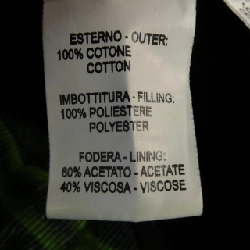 ESTERNO - OUTER:
100% COTONE
COTTON
IMBOTTITURA - FILLING:
100% POLIESTERE
POLYESTER
FODERA - LINING:
60% ACETATO - ACETATE
40% VISCOSA - VISCOSE